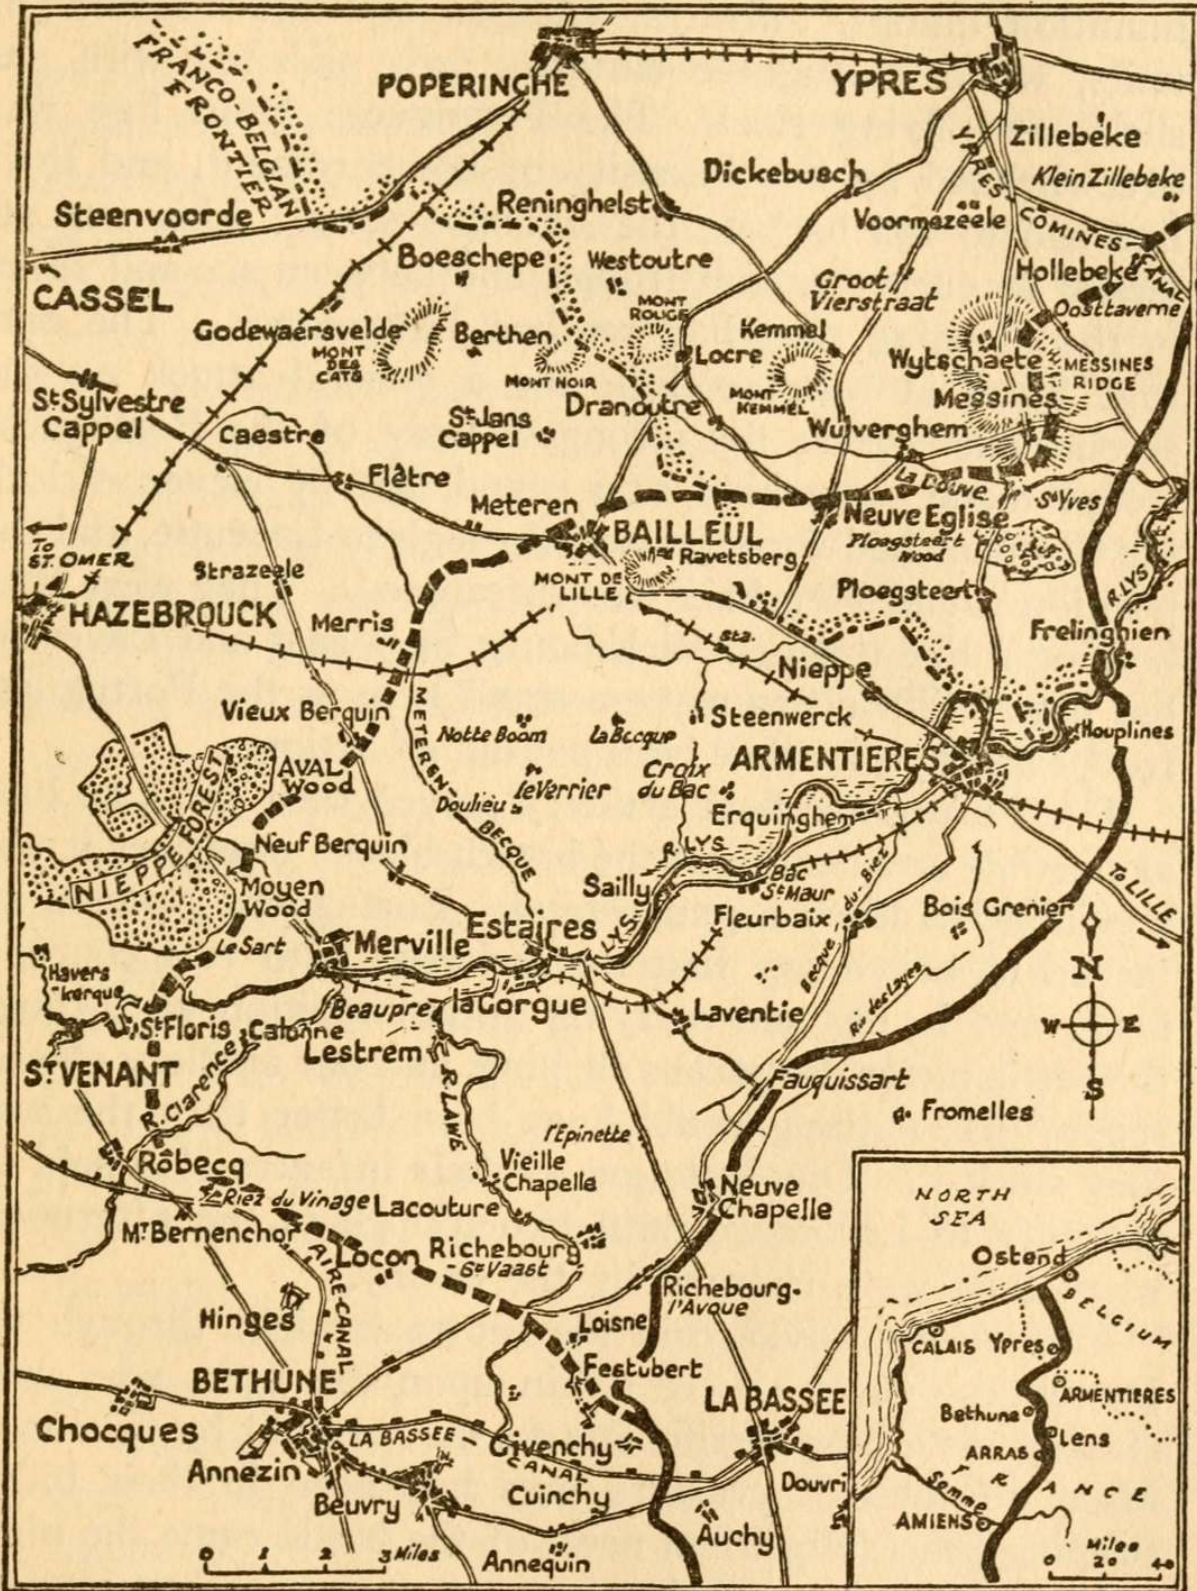 FRANCO-BELGIAN
FRONTIER
POPERINGHE
YPRES
Zillebeke
Klein Zillebeke
YPRES COMINES CANAL
Dickebusch
Steenvoorde
Reninghelst
Voormezeele
Hollebeke
Boeschepe
Westoutre
Groot
Vierstraat
Oosttaverne
CASSEL
MONT
ROUGE
Godewaersvelde
Berthen
Kemmel
Locre
Wytschaete
MESSINES
RIDGE
MONT
DES
CATS
MONT NOIR
MONT
KEMMEL
Messines
St Sylvestre
Cappel
Dranoutre
St Jans
Cappel
Caestre
Wulverghem
Flêtre
La Douve
St Yves
Meteren
BAILLEUL
Neuve Eglise
Ploegsteert
Wood
TO
ST. OMER
Ravetsberg
Strazeele
MONT DE
LILLE
Ploegsteert
R. LYS
HAZEBROUCK
Merris
Sta.
Frelinghien
Nieppe
Vieux Berquin
METEREN BECQUE
Notte Boom
la Becque
Steenwerck
Houplines
ARMENTIERES
AVAL
Wood
le Verrier
Croix
du Bac
Doulieu
Erquinghem
NIEPPE FOREST
Neuf Berquin
R. LYS
To LILLE
Moyen
Wood
Sailly
Bac
St Maur
Fleurbaix
Becque du-Biez
Bois Grenier
Le Sart
Merville
Estaires
LYS
N
W E
S
Havers
-kerque
Beaupre
la Gorgue
Laventie
Riv des Layes
St Floris
Calonne
Lestrem
ST VENANT
R. Clarence
R. LAWE
Fauquissart
Fromelles
l'Epinette
Robecq
Vieille
Chapelle
Neuve
Chapelle
Le Riez du Vinage
Lacouture
MT Bernenchon
AIRE-CANAL
Locon
Richebourg
-St Vaast
Richebourg-
l'Avoue
Hinges
Loisne
Festubert
BETHUNE
LA BASSEE
Chocques
LA BASSEE-CANAL
Givenchy
Annezin
Beuvry
Cuinchy
Douvri
Auchy
Annequin
0 1 2 3 Miles
NORTH
SEA
Ostend
BELGIUM
CALAIS
Ypres
ARMENTIERES
Bethune
Lens
ARRAS
FRANCE
Somme
AMIENS
Miles
0 20 40